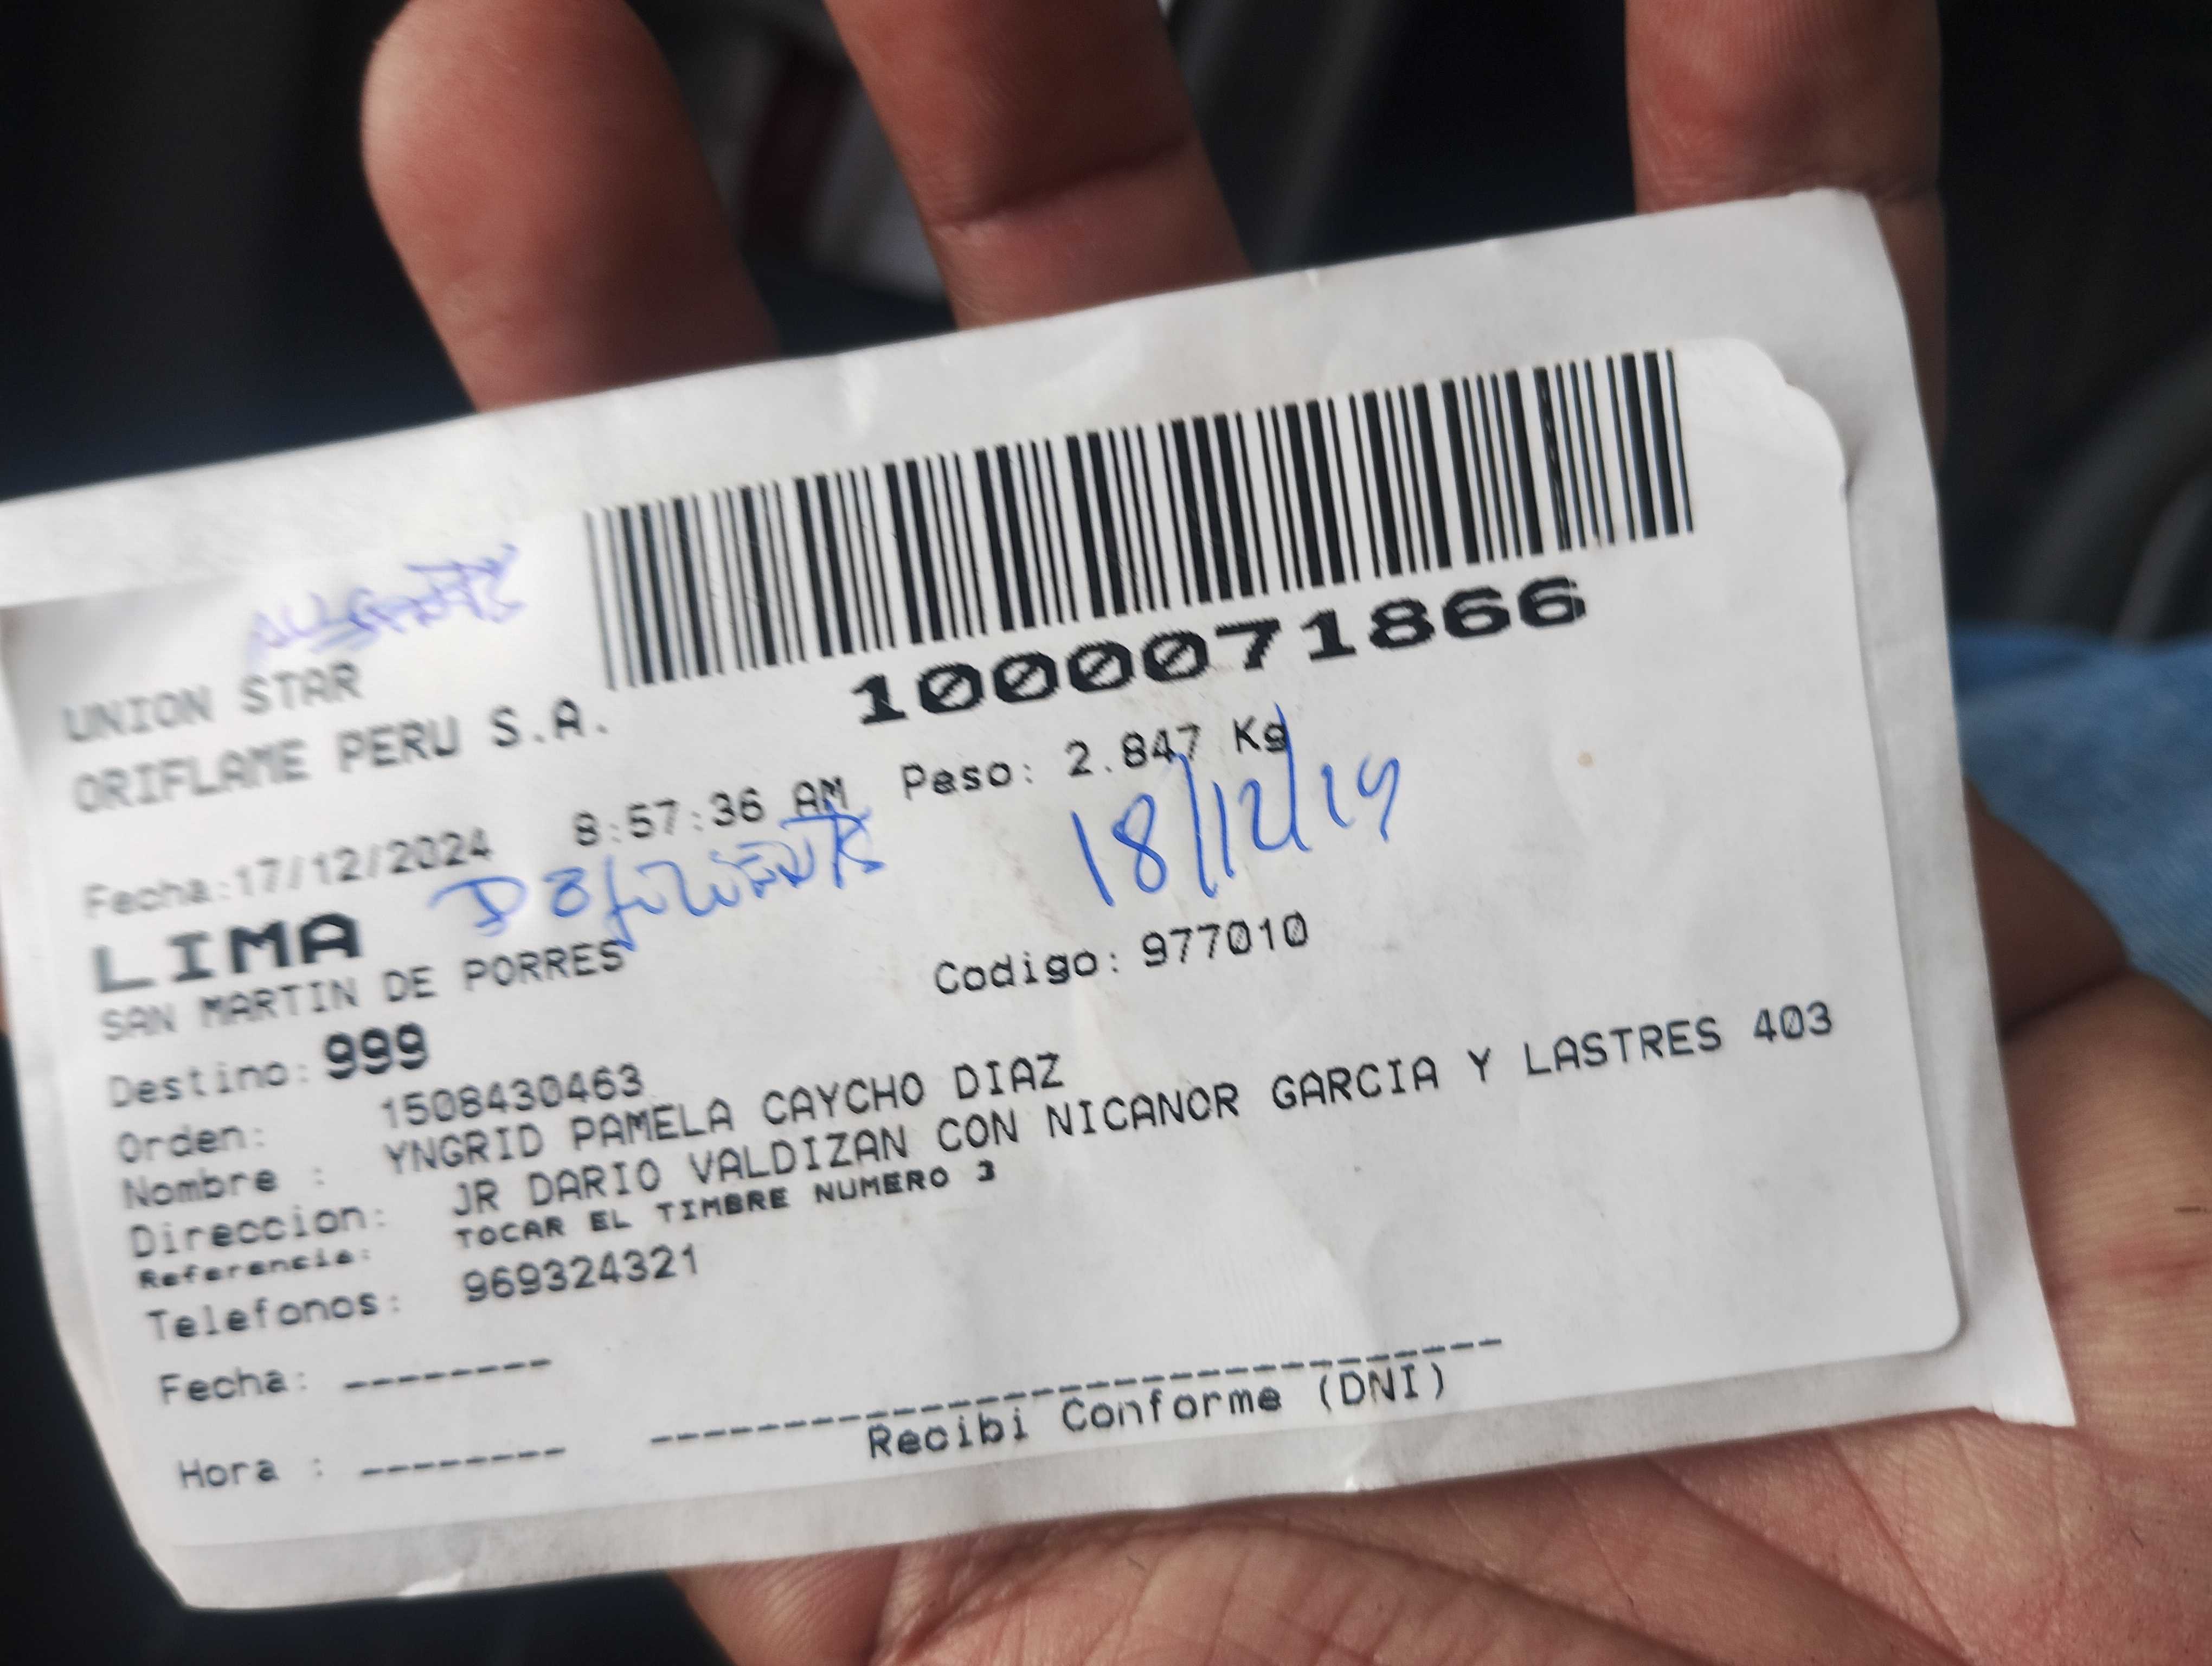 1000071866
UNION STAR
ORIFLAME PERU S.A.
Fecha:17/12/2024 8:57:36 AM Peso: 2.847 Kg
18/12/19
LIMA
SAN MARTIN DE PORRES Codigo: 977010
Destino: 999
Orden: 1508430463
Nombre : YNGRID PAMELA CAYCHO DIAZ
Direccion: JR DARIO VALDIZAN CON NICANOR GARCIA Y LASTRES 403
Referencia: TOCAR EL TIMBRE NUMERO 3
Telefonos: 969324321
Fecha: --------
Hora : --------
Recibi Conforme (DNI)